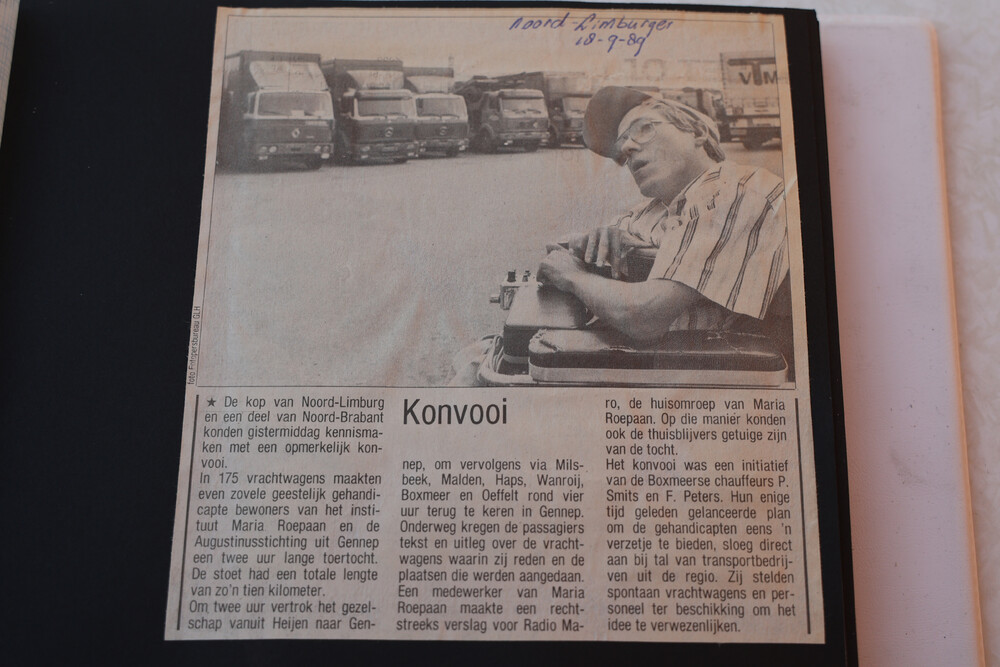 Noord-Limburger
18-9-89
VTM
foto Fotopersbureau GLH
Konvooi
★ De kop van Noord-Limburg
en een deel van Noord-Brabant
konden gistermiddag kennisma-
ken met een opmerkelijk kon-
vooi.
In 175 vrachtwagens maakten
even zovele geestelijk gehandi-
capte bewoners van het insti-
tuut Maria Roepaan en de
Augustinusstichting uit Gennep
een twee uur lange toertocht.
De stoet had een totale lengte
van zo'n tien kilometer.
Om twee uur vertrok het gezel-
schap vanuit Heijen naar Gen-
nep, om vervolgens via Mils-
beek, Malden, Haps, Wanroij,
Boxmeer en Oeffelt rond vier
uur terug te keren in Gennep.
Onderweg kregen de passagiers
tekst en uitleg over de vracht-
wagens waarin zij reden en de
plaatsen die werden aangedaan.
Een medewerker van Maria
Roepaan maakte een recht-
streeks verslag voor Radio Ma-
ro, de huisomroep van Maria
Roepaan. Op die manier konden
ook de thuisblijvers getuige zijn
van de tocht.
Het konvooi was een initiatief
van de Boxmeerse chauffeurs P.
Smits en F. Peters. Hun enige
tijd geleden gelanceerde plan
om de gehandicapten eens 'n
verzetje te bieden, sloeg direct
aan bij tal van transportbedrij-
ven uit de regio. Zij stelden
spontaan vrachtwagens en per-
soneel ter beschikking om het
idee te verwezenlijken.